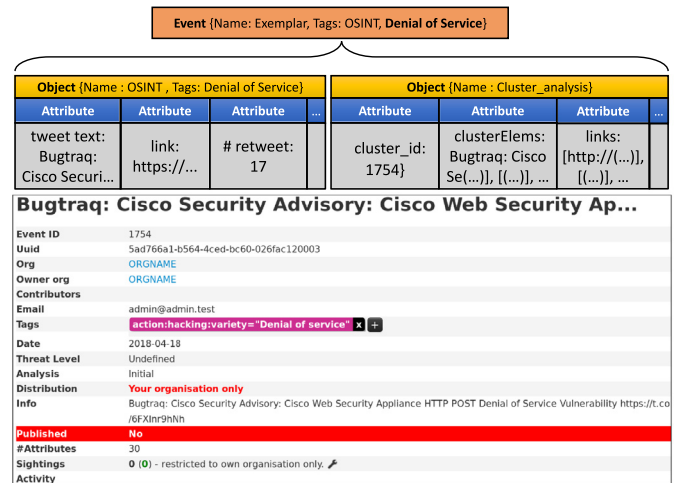 Event {Name: Exemplar, Tags: OSINT, Denial of Service}
Object {Name : OSINT , Tags: Denial of Service}
Attribute Attribute Attribute ...
tweet text: Bugtraq: Cisco Securi...
link: https://...
# retweet: 17
Object {Name : Cluster_analysis}
Attribute Attribute Attribute ...
cluster_id: 1754}
clusterElems: Bugtraq: Cisco Se(...)], [(...)], ...
links: [http://(...)], [(...)], ...
Bugtraq: Cisco Security Advisory: Cisco Web Security Ap...
Event ID 1754
Uuid 5ad766a1-b564-4ced-bc60-026fac120003
Org ORGNAME
Owner org ORGNAME
Contributors
Email admin@admin.test
Tags action:hacking:variety="Denial of service" x +
Date 2018-04-18
Threat Level Undefined
Analysis Initial
Distribution Your organisation only
Info Bugtraq: Cisco Security Advisory: Cisco Web Security Appliance HTTP POST Denial of Service Vulnerability https://t.co
/6FXInr9hNh
Published No
#Attributes 30
Sightings 0 (0) - restricted to own organisation only.
Activity